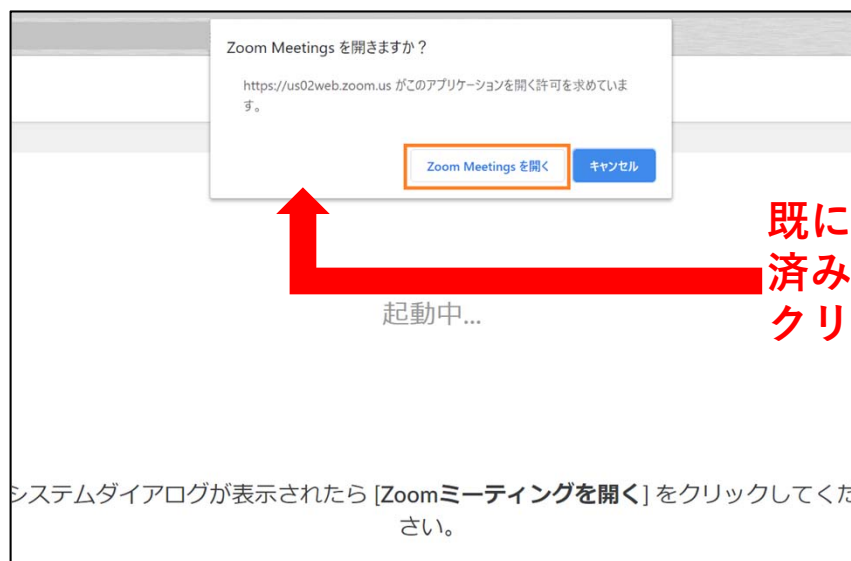 Zoom Meetings を開きますか？
https://us02web.zoom.us がこのアプリケーションを開く許可を求めていま
す。
Zoom Meetings を開く
キャンセル
既に
済み
クリ
起動中...
システムダイアログが表示されたら [Zoomミーティングを開く] をクリックしてくだ
さい。